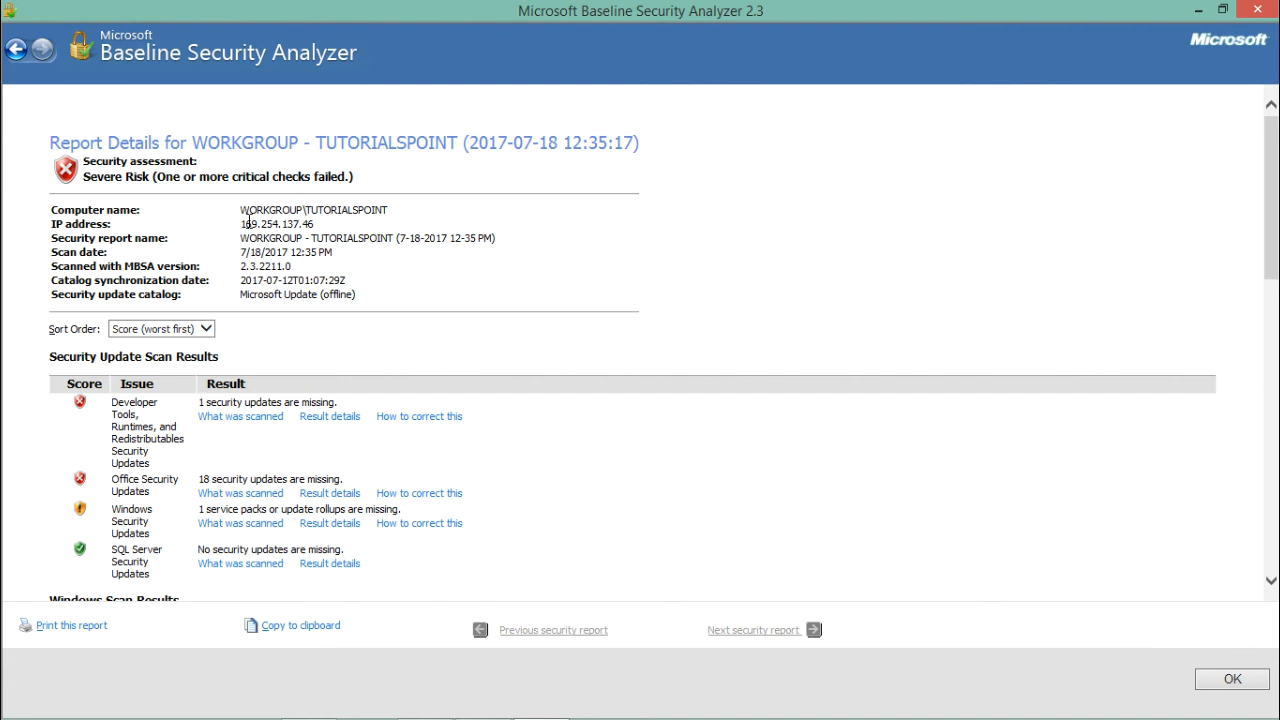 Microsoft Baseline Security Analyzer 2.3
Microsoft
Baseline Security Analyzer
Microsoft
Report Details for WORKGROUP - TUTORIALSPOINT (2017-07-18 12:35:17)
Security assessment:
Severe Risk (One or more critical checks failed.)
Computer name: WORKGROUP\TUTORIALSPOINT
IP address: 169.254.137.46
Security report name: WORKGROUP - TUTORIALSPOINT (7-18-2017 12-35 PM)
Scan date: 7/18/2017 12:35 PM
Scanned with MBSA version: 2.3.2211.0
Catalog synchronization date: 2017-07-12T01:07:29Z
Security update catalog: Microsoft Update (offline)
Sort Order: Score (worst first)
Security Update Scan Results
Score Issue Result
Developer 1 security updates are missing.
Tools, What was scanned Result details How to correct this
Runtimes, and
Redistributables
Security
Updates
Office Security 18 security updates are missing.
Updates What was scanned Result details How to correct this
Windows 1 service packs or update rollups are missing.
Security What was scanned Result details How to correct this
Updates
SQL Server No security updates are missing.
Security What was scanned Result details
Updates
Windows Scan Results
Print this report Copy to clipboard Previous security report Next security report
OK